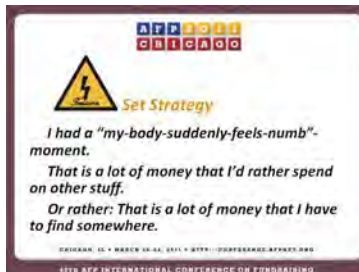 AFP 2011
CHICAGO
Set Strategy
I had a “my-body-suddenly-feels-numb”-
moment.
That is a lot of money that I’d rather spend
on other stuff.
Or rather: That is a lot of money that I have
to find somewhere.
CHICAGO, IL • MARCH 20-22, 2011 • HTTP://CONFERENCE.AFPNET.ORG
48TH AFP INTERNATIONAL CONFERENCE ON FUNDRAISING